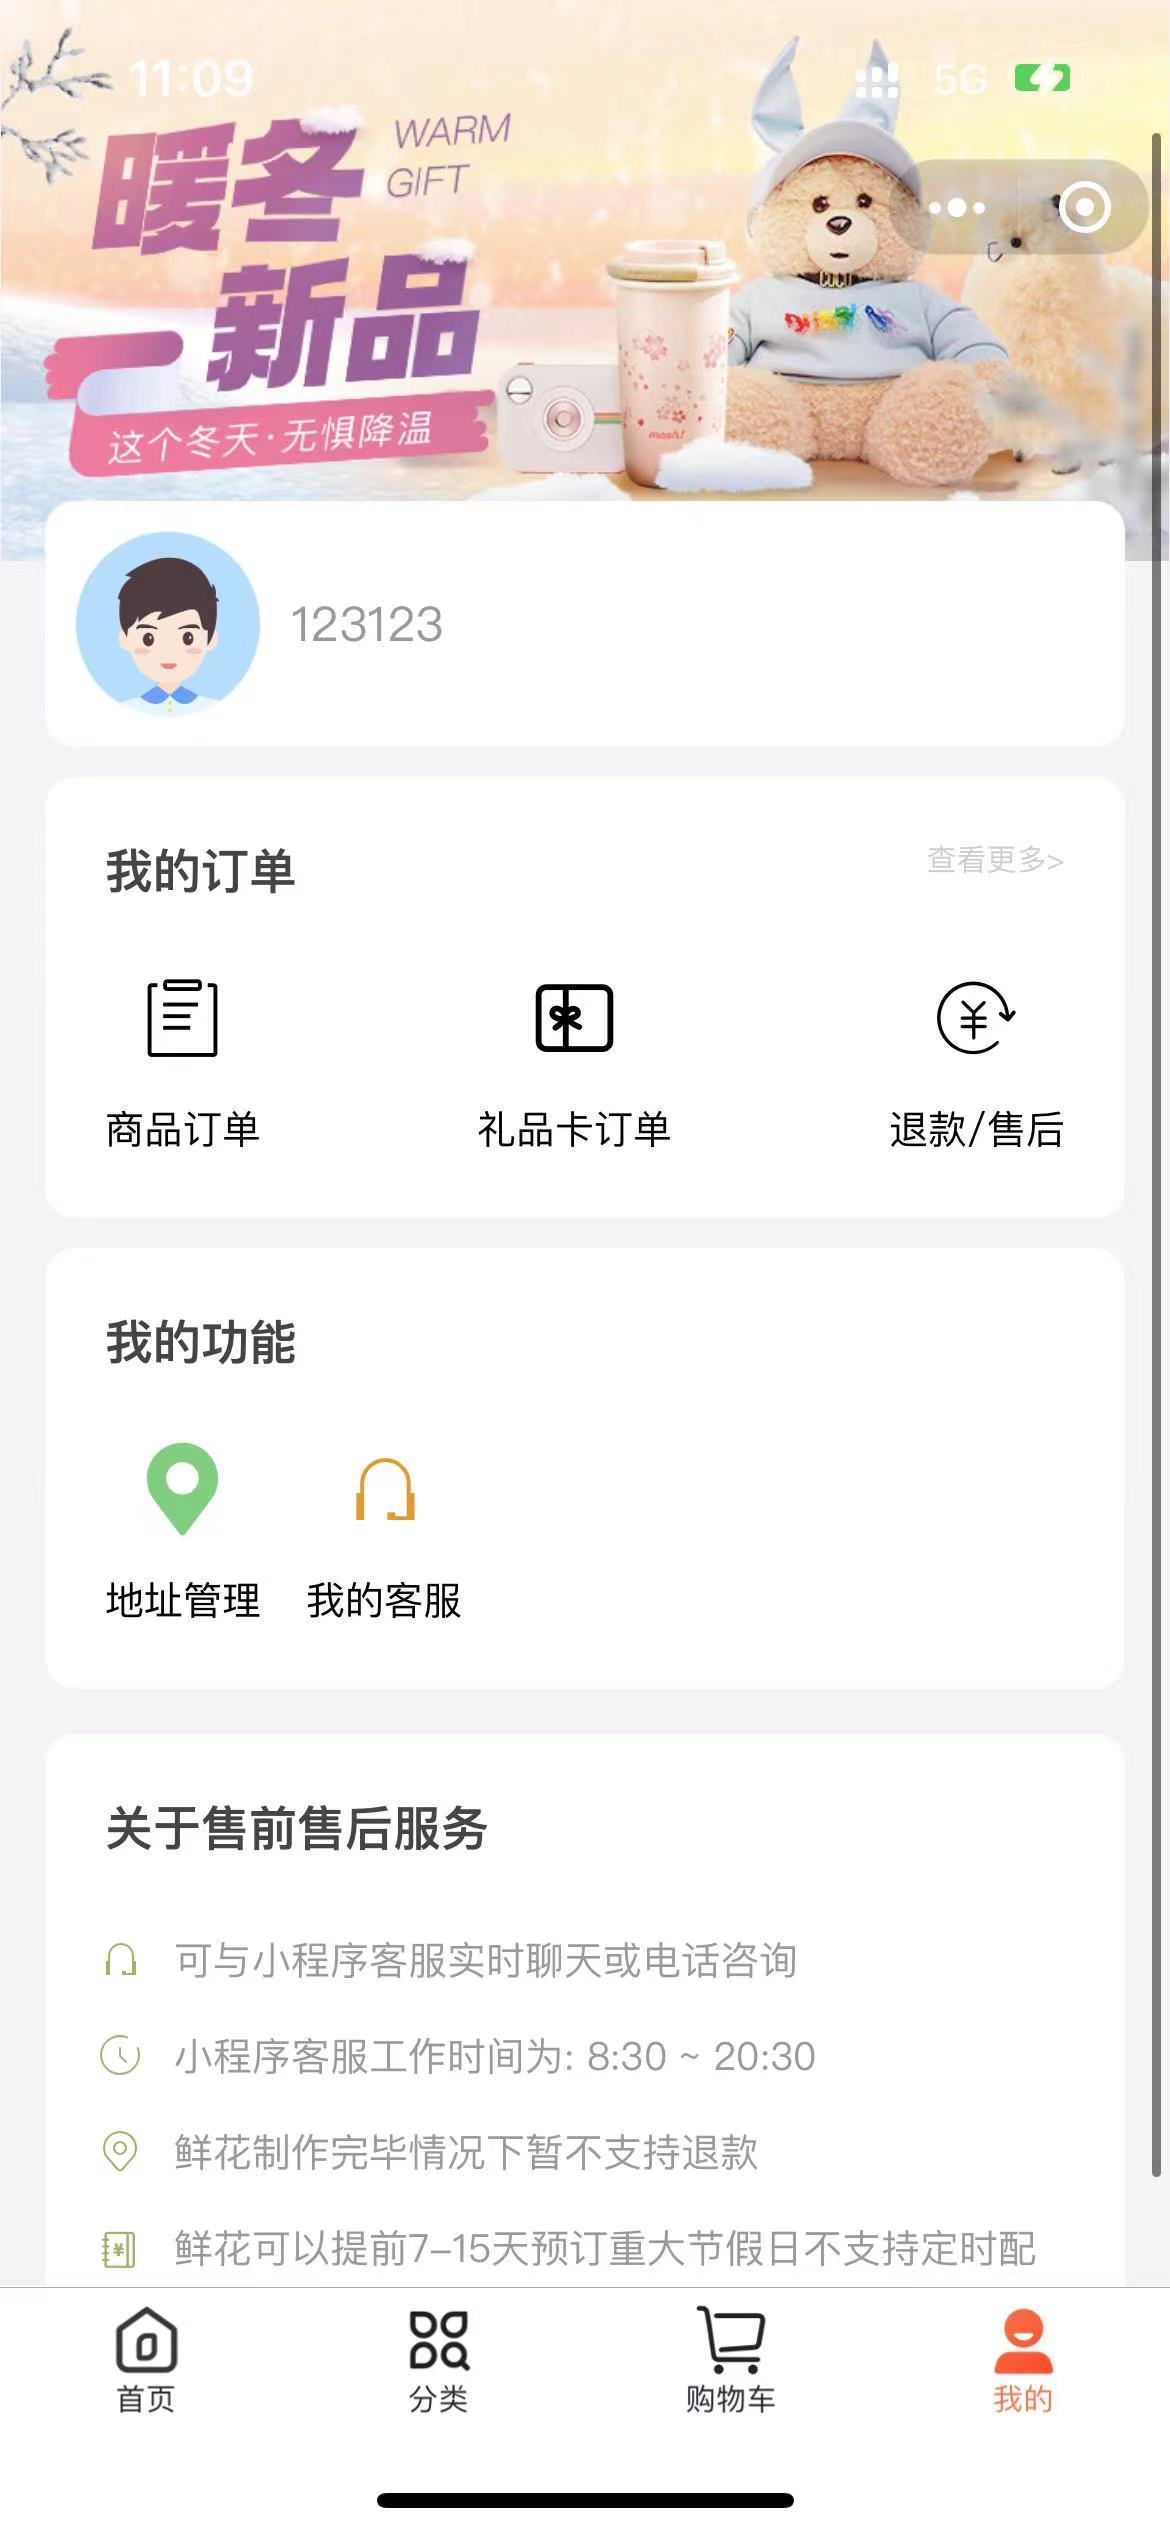 11:09
5G
暖冬
WARM
GIFT
新品
这个冬天·无惧降温
COCO
mosh!
123123
我的订单
查看更多>
商品订单
礼品卡订单
退款/售后
我的功能
地址管理
我的客服
关于售前售后服务
可与小程序客服实时聊天或电话咨询
小程序客服工作时间为: 8:30 ~ 20:30
鲜花制作完毕情况下暂不支持退款
鲜花可以提前7-15天预订重大节假日不支持定时配
首页
分类
购物车
我的